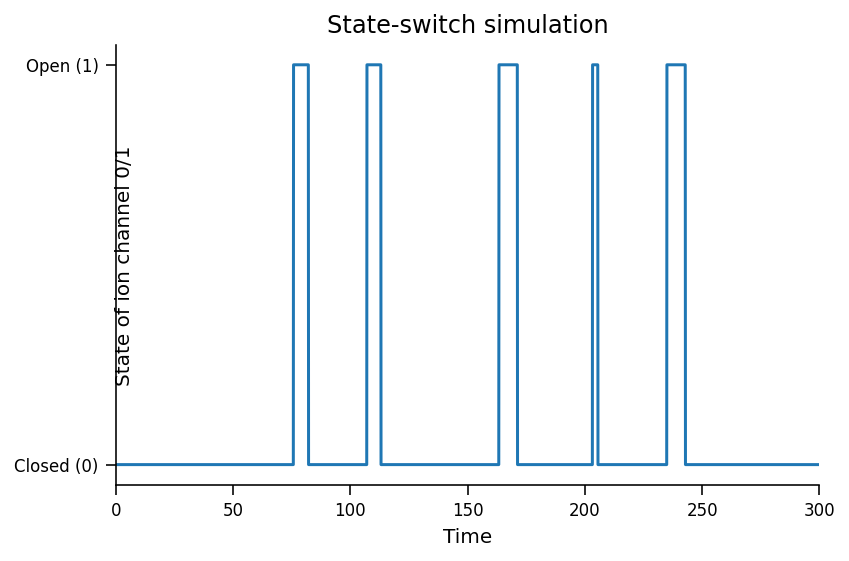 State-switch simulation
Open (1)
State of ion channel 0/1
Closed (0)
0 50 100 150 200 250 300
Time